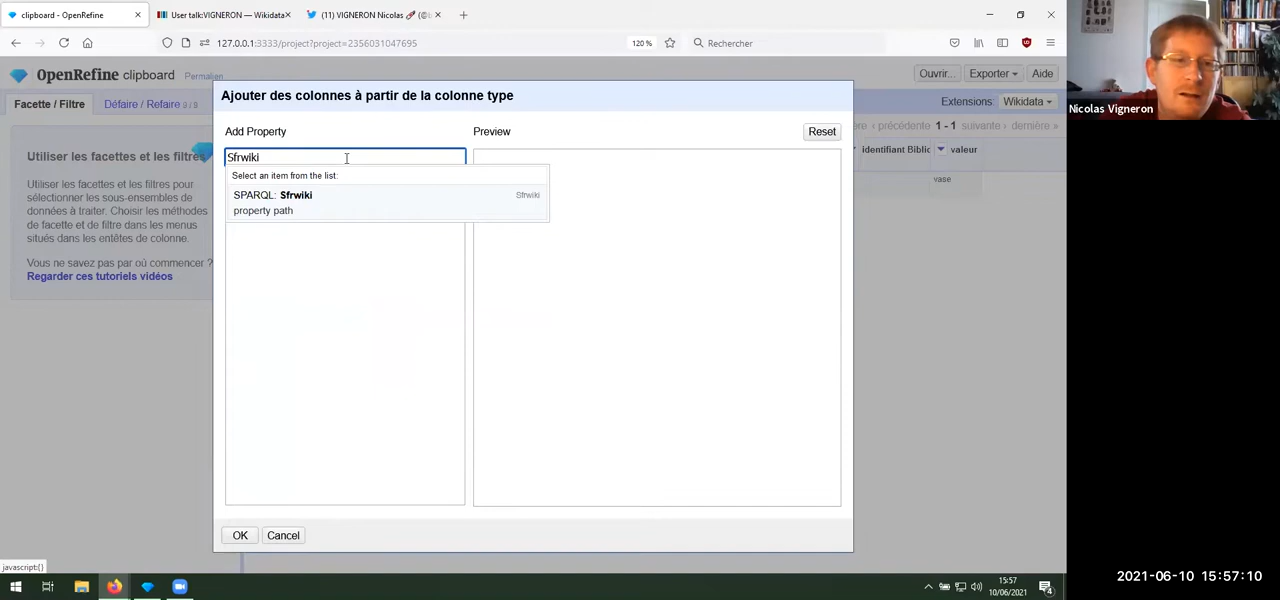 clipboard - OpenRefine
User talk:VIGNERON — Wikidata
(11) VIGNERON Nicolas 🚀 (@L
127.0.0.1:3333/project?project=2356031047695
120 %
Rechercher
OpenRefine clipboard
Permalien
Ouvrir...
Exporter
Aide
Facette / Filtre
Défaire / Refaire
Extensions:
Wikidata
précédente
1 - 1
suivante ›
dernière »
identifiant Biblic
valeur
vase
Utiliser les facettes et les filtres
Utiliser les facettes et les filtres pour
sélectionner les sous-ensembles de
données à traiter. Choisir les méthodes
de facette et de filtre dans les menus
situés dans les entêtes de colonne.
Vous ne savez pas par où commencer ?
Regarder ces tutoriels vidéos
Ajouter des colonnes à partir de la colonne type
Add Property
Preview
Reset
Sfrwiki
Select an item from the list:
SPARQL: Sfrwiki
Sfrwiki
property path
OK
Cancel
javascript:{}
Nicolas Vigneron
15:57
10/06/2021
4
2021-06-10 15:57:10